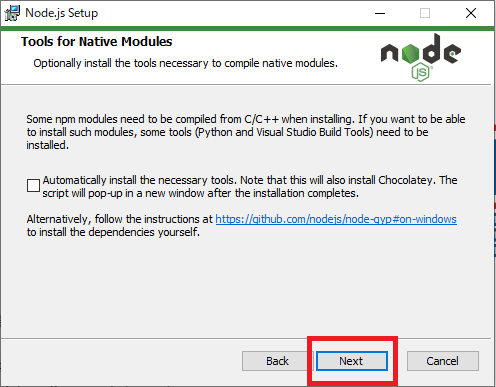 Node.js Setup
Tools for Native Modules
Optionally install the tools necessary to compile native modules.
node
JS
Some npm modules need to be compiled from C/C++ when installing. If you want to be able
to install such modules, some tools (Python and Visual Studio Build Tools) need to be
installed.
Automatically install the necessary tools. Note that this will also install Chocolatey. The
script will pop-up in a new window after the installation completes.
Alternatively, follow the instructions at https://github.com/nodejs/node-gyp#on-windows
to install the dependencies yourself.
Back Next Cancel